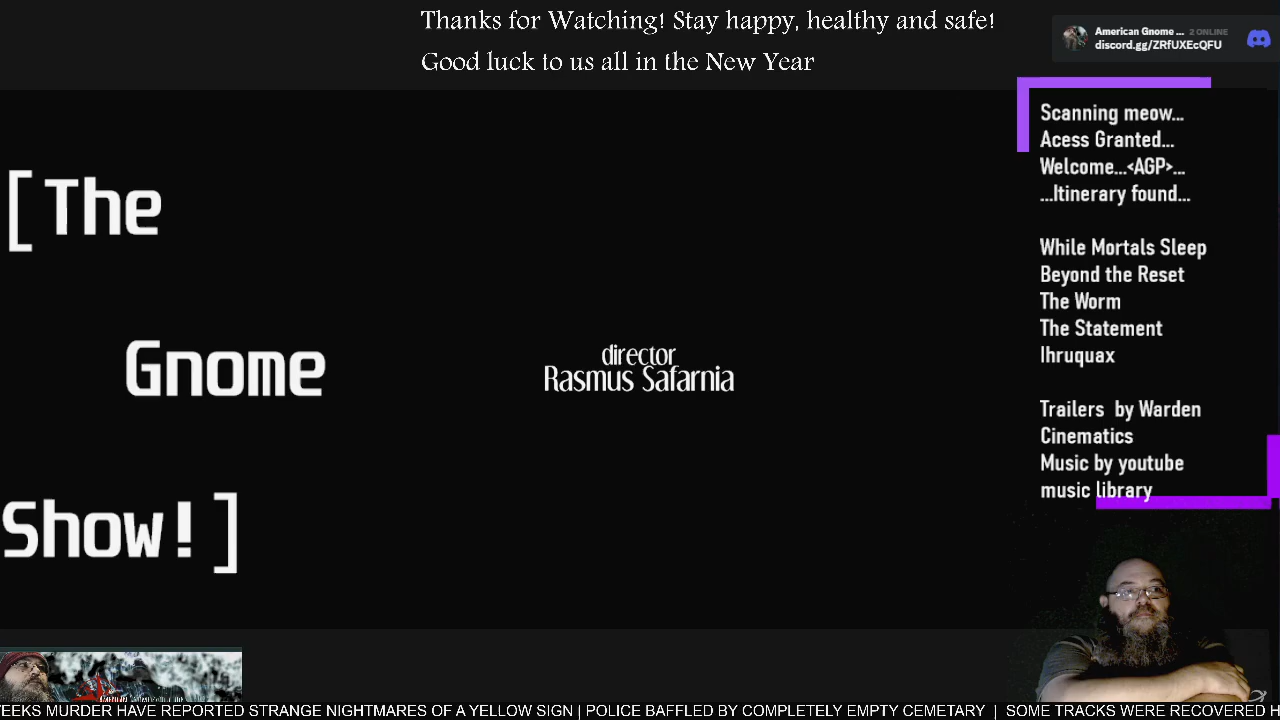 Thanks for Watching! Stay happy, healthy and safe!
Good luck to us all in the New Year
American Gnome ... 2 ONLINE
discord.gg/ZRfUXEcQFU
[The
Gnome
Show!]
director
Rasmus Safarnia
Scanning meow...
Acess Granted...
Welcome...<AGP>...
...Itinerary found...
While Mortals Sleep
Beyond the Reset
The Worm
The Statement
Ihruquax
Trailers by Warden
Cinematics
Music by youtube
music library
WEEKS MURDER HAVE REPORTED STRANGE NIGHTMARES OF A YELLOW SIGN | POLICE BAFFLED BY COMPLETELY EMPTY CEMETARY | SOME TRACKS WERE RECOVERED